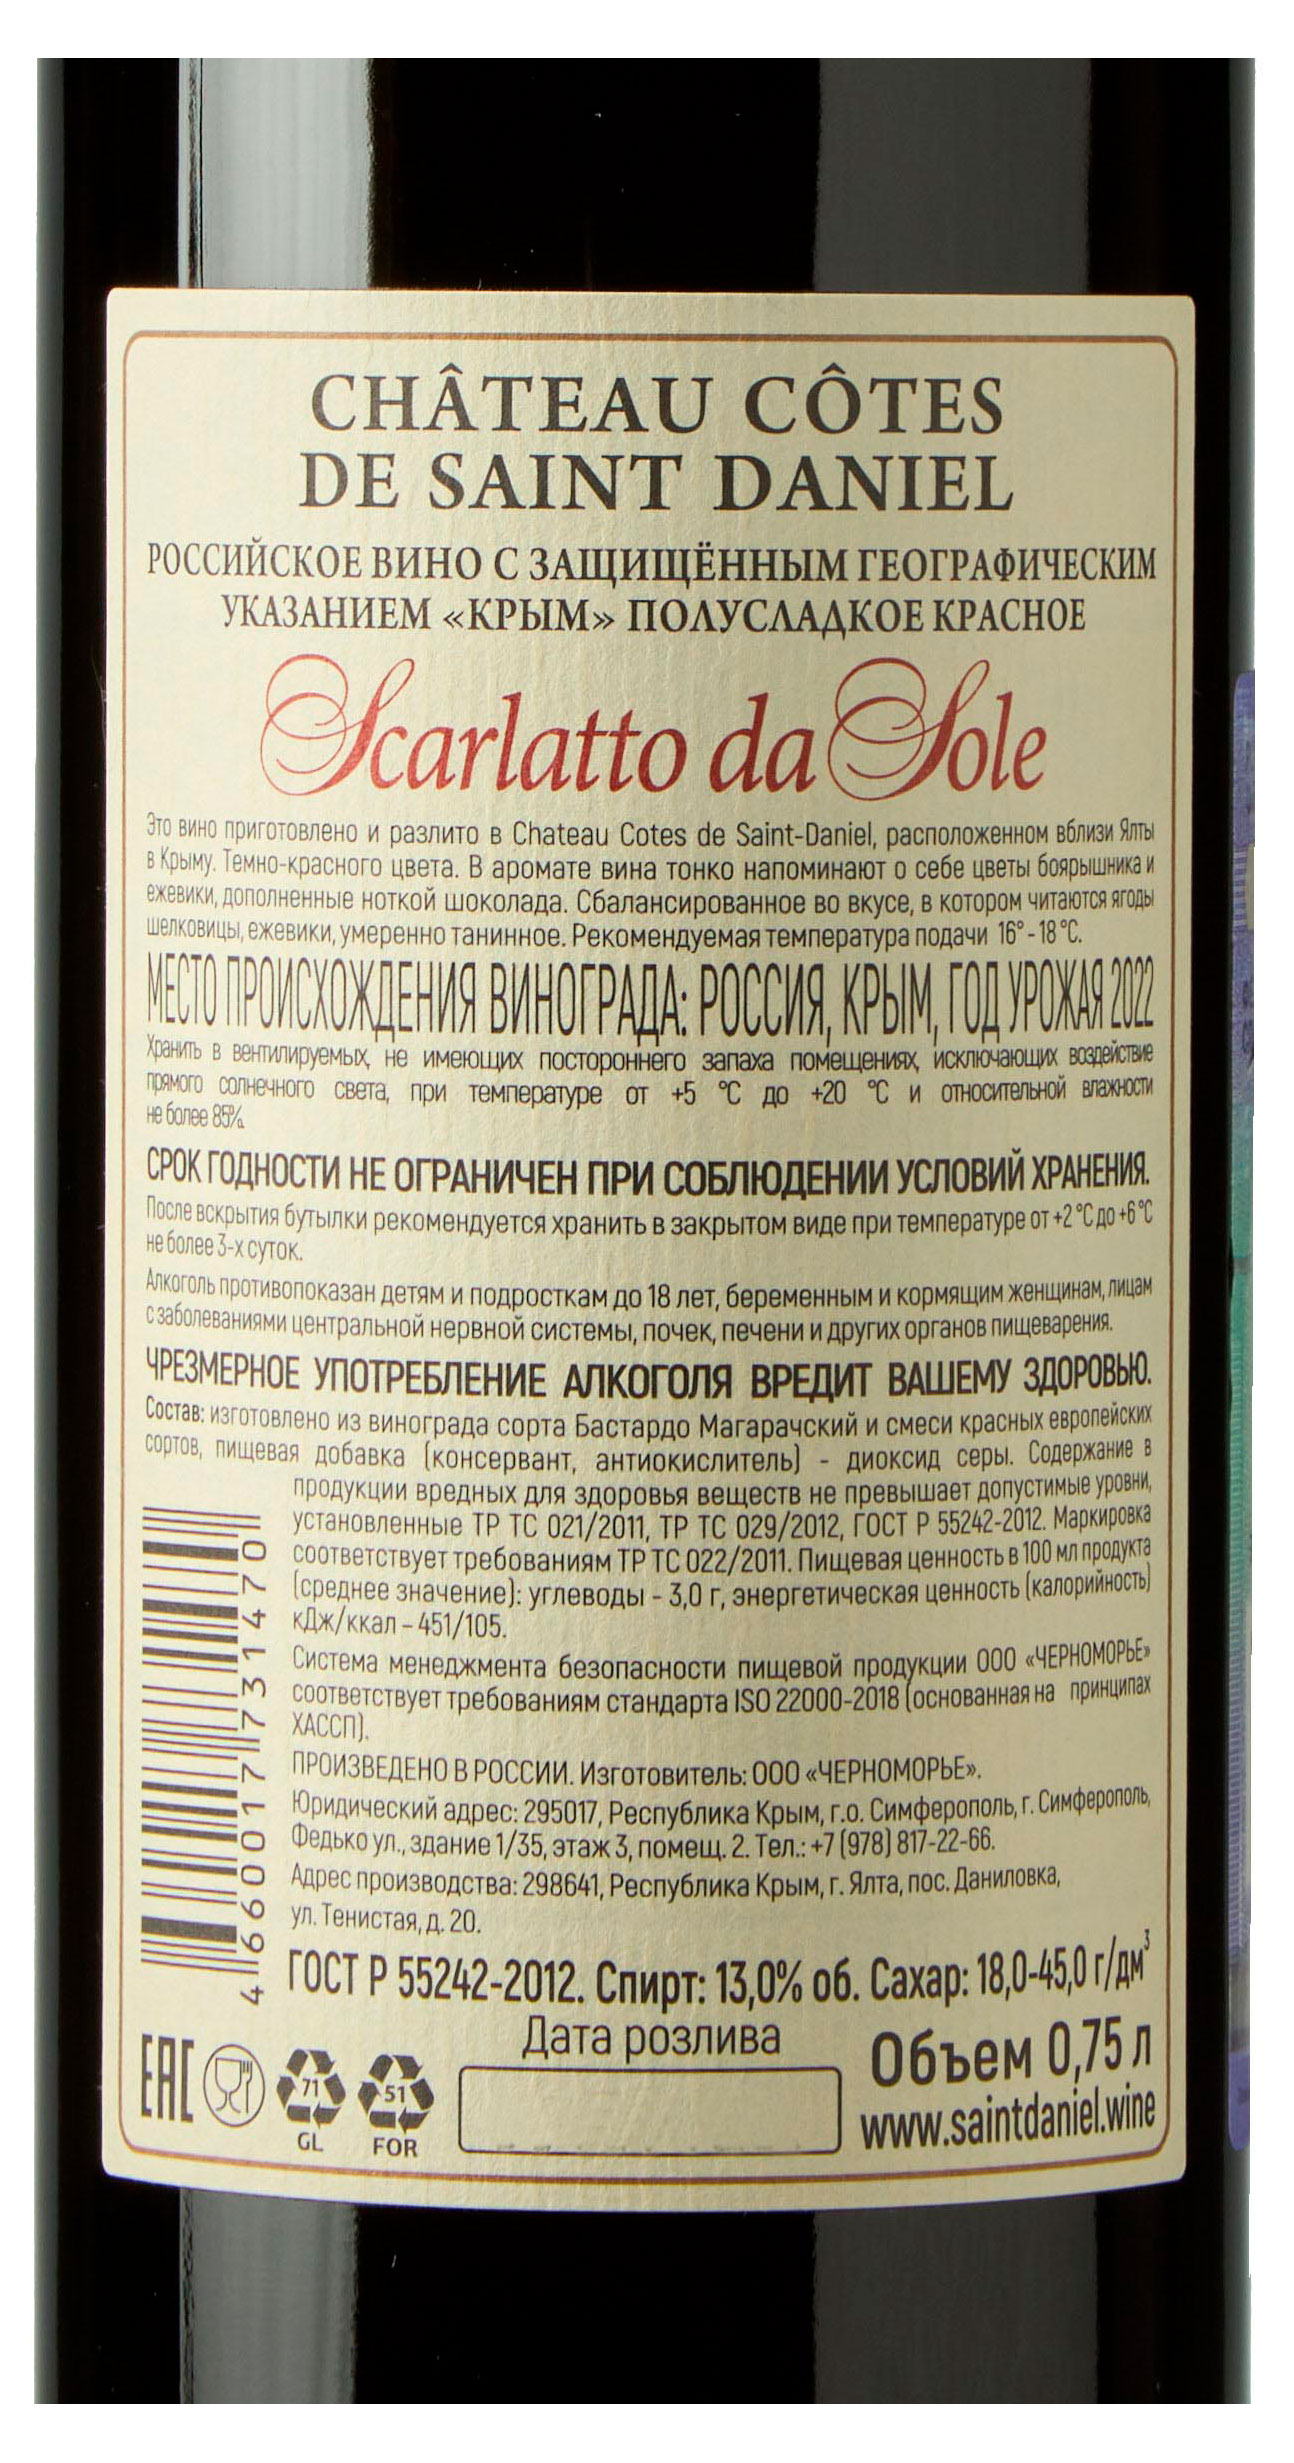 CHÂTEAU CÔTES
DE SAINT DANIEL
РОССИЙСКОЕ ВИНО С ЗАЩИЩЁННЫМ ГЕОГРАФИЧЕСКИМ
УКАЗАНИЕМ «КРЫМ» ПОЛУСЛАДКОЕ КРАСНОЕ
Scarlatto da Sole
Это вино приготовлено и разлито в Chateau Cotes de Saint-Daniel, расположенном вблизи Ялты
в Крыму. Темно-красного цвета. В аромате вина тонко напоминают о себе цветы боярышника и
ежевики, дополненные ноткой шоколада. Сбалансированное во вкусе, в котором читаются ягоды
шелковицы, ежевики, умеренно танинное. Рекомендуемая температура подачи 16° - 18 °C.
МЕСТО ПРОИСХОЖДЕНИЯ ВИНОГРАДА: РОССИЯ, КРЫМ, ГОД УРОЖАЯ 2022
Хранить в вентилируемых, не имеющих постороннего запаха помещениях, исключающих воздействие
прямого солнечного света, при температуре от +5 °C до +20 °C и относительной влажности
не более 85%.
СРОК ГОДНОСТИ НЕ ОГРАНИЧЕН ПРИ СОБЛЮДЕНИИ УСЛОВИЙ ХРАНЕНИЯ.
После вскрытия бутылки рекомендуется хранить в закрытом виде при температуре от +2 °C до +6 °C
не более 3-х суток.
Алкоголь противопоказан детям и подросткам до 18 лет, беременным и кормящим женщинам, лицам
с заболеваниями центральной нервной системы, почек, печени и других органов пищеварения.
ЧРЕЗМЕРНОЕ УПОТРЕБЛЕНИЕ АЛКОГОЛЯ ВРЕДИТ ВАШЕМУ ЗДОРОВЬЮ.
Состав: изготовлено из винограда сорта Бастардо Магарачский и смеси красных европейских
сортов, пищевая добавка (консервант, антиокислитель) - диоксид серы. Содержание в
продукции вредных для здоровья веществ не превышает допустимые уровни,
установленные ТР ТС 021/2011, ТР ТС 029/2012, ГОСТ Р 55242-2012. Маркировка
соответствует требованиям ТР ТС 022/2011. Пищевая ценность в 100 мл продукта
(среднее значение): углеводы - 3,0 г, энергетическая ценность (калорийность)
кДж/ккал – 451/105.
Система менеджмента безопасности пищевой продукции ООО «ЧЕРНОМОРЬЕ»
соответствует требованиям стандарта ISO 22000-2018 (основанная на принципах
ХАССП).
ПРОИЗВЕДЕНО В РОССИИ. Изготовитель: ООО «ЧЕРНОМОРЬЕ».
Юридический адрес: 295017, Республика Крым, г.о. Симферополь, г. Симферополь,
Федько ул., здание 1/35, этаж 3, помещ. 2. Тел.: +7 (978) 817-22-66.
Адрес производства: 298641, Республика Крым, г. Ялта, пос. Даниловка,
ул. Тенистая, д. 20.
4 660017 731470
ГОСТ Р 55242-2012. Спирт: 13,0% об. Сахар: 18,0-45,0 г/дм³
Дата розлива
Объем 0,75 л
www.saintdaniel.wine
EAC
71
GL
51
FOR